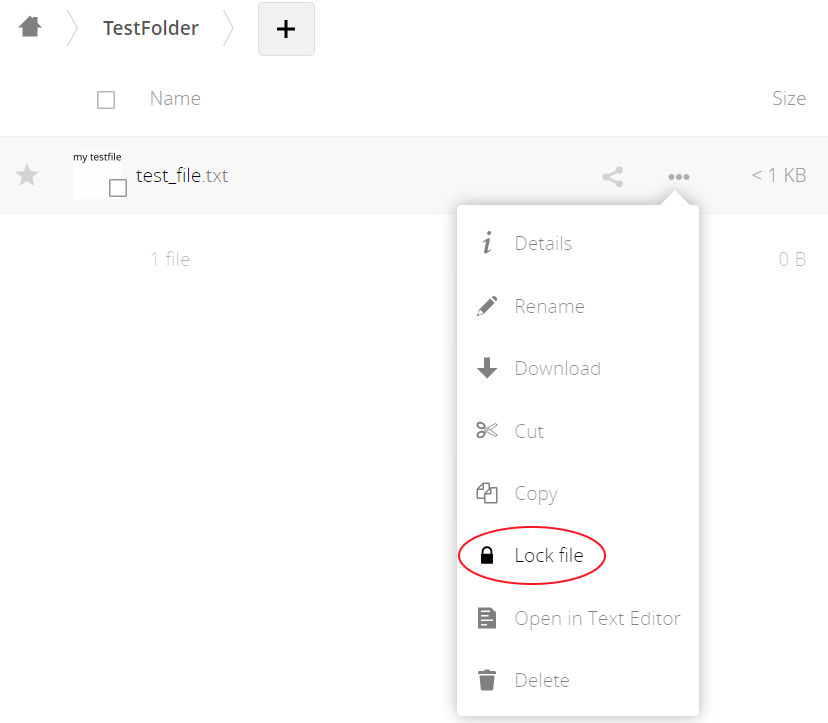 TestFolder
Name Size
my testfile
test_file.txt < 1 KB
Details
1 file 0 B
Rename
Download
Cut
Copy
Lock file
Open in Text Editor
Delete